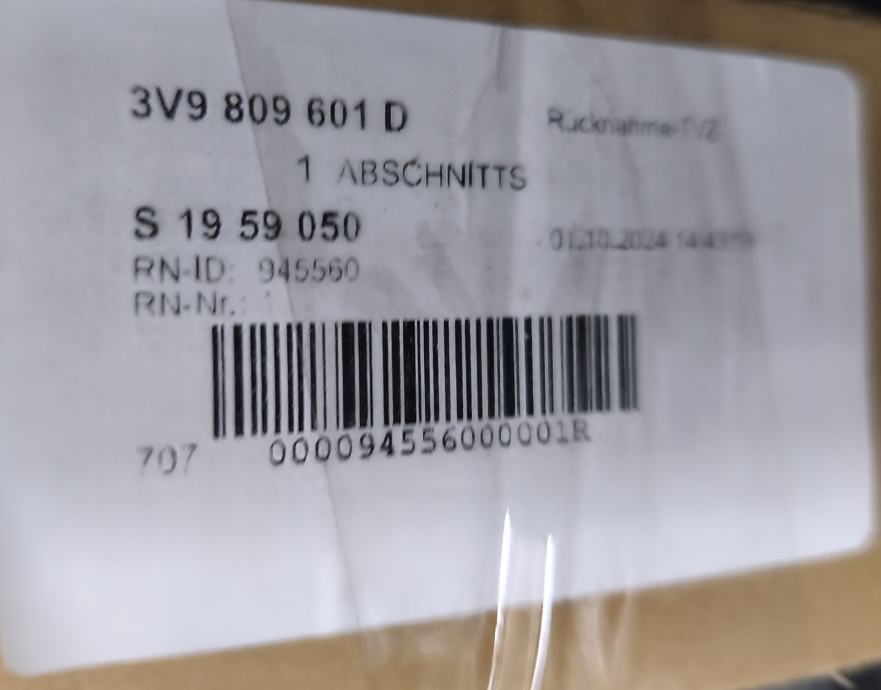 3V9 809 601 D
Rücknahme-TVZ
1 ABSCHNITTS
S 19 59 050
01.10.2024
RN-ID: 945560
RN-Nr.: 1
707 000094556000001R